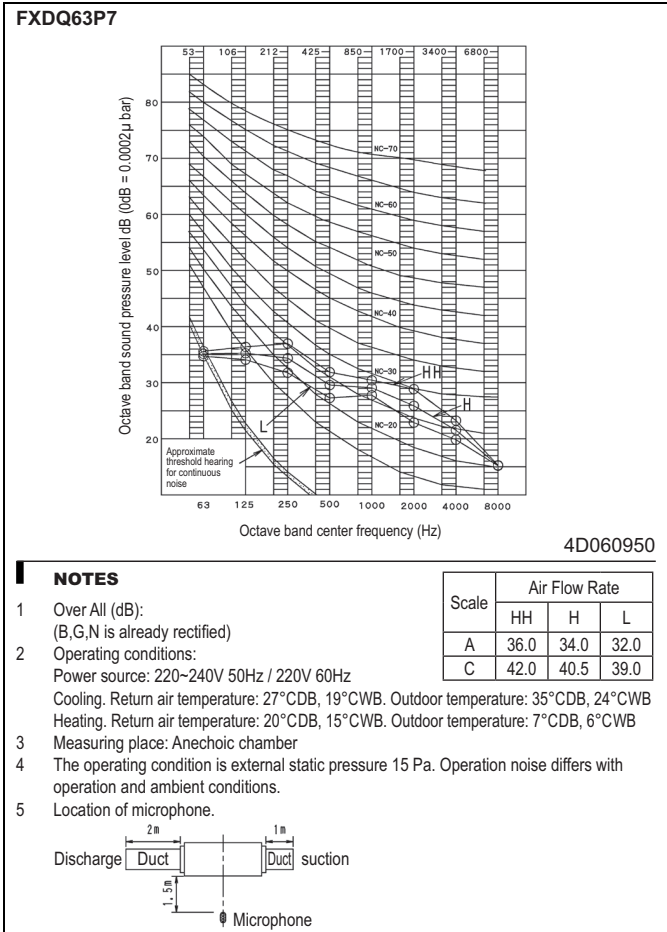 FXDQ63P7
53 106 212 425 850 1700 3400 6800
Octave band sound pressure level dB (0dB = 0.0002µ bar)
80
70
60
50
40
30
20
NC-70
NC-60
NC-50
NC-40
NC-30
HH
H
L
NC-20
Approximate
threshold hearing
for continuous
noise
63 125 250 500 1000 2000 4000 8000
Octave band center frequency (Hz)
4D060950
NOTES
1 Over All (dB):
(B,G,N is already rectified)
2 Operating conditions:
Power source: 220~240V 50Hz / 220V 60Hz
Cooling. Return air temperature: 27°CDB, 19°CWB. Outdoor temperature: 35°CDB, 24°CWB
Heating. Return air temperature: 20°CDB, 15°CWB. Outdoor temperature: 7°CDB, 6°CWB
3 Measuring place: Anechoic chamber
4 The operating condition is external static pressure 15 Pa. Operation noise differs with
operation and ambient conditions.
5 Location of microphone.
Scale Air Flow Rate
HH H L
A 36.0 34.0 32.0
C 42.0 40.5 39.0
2m 1m
Discharge Duct Duct suction
1.5m
Microphone